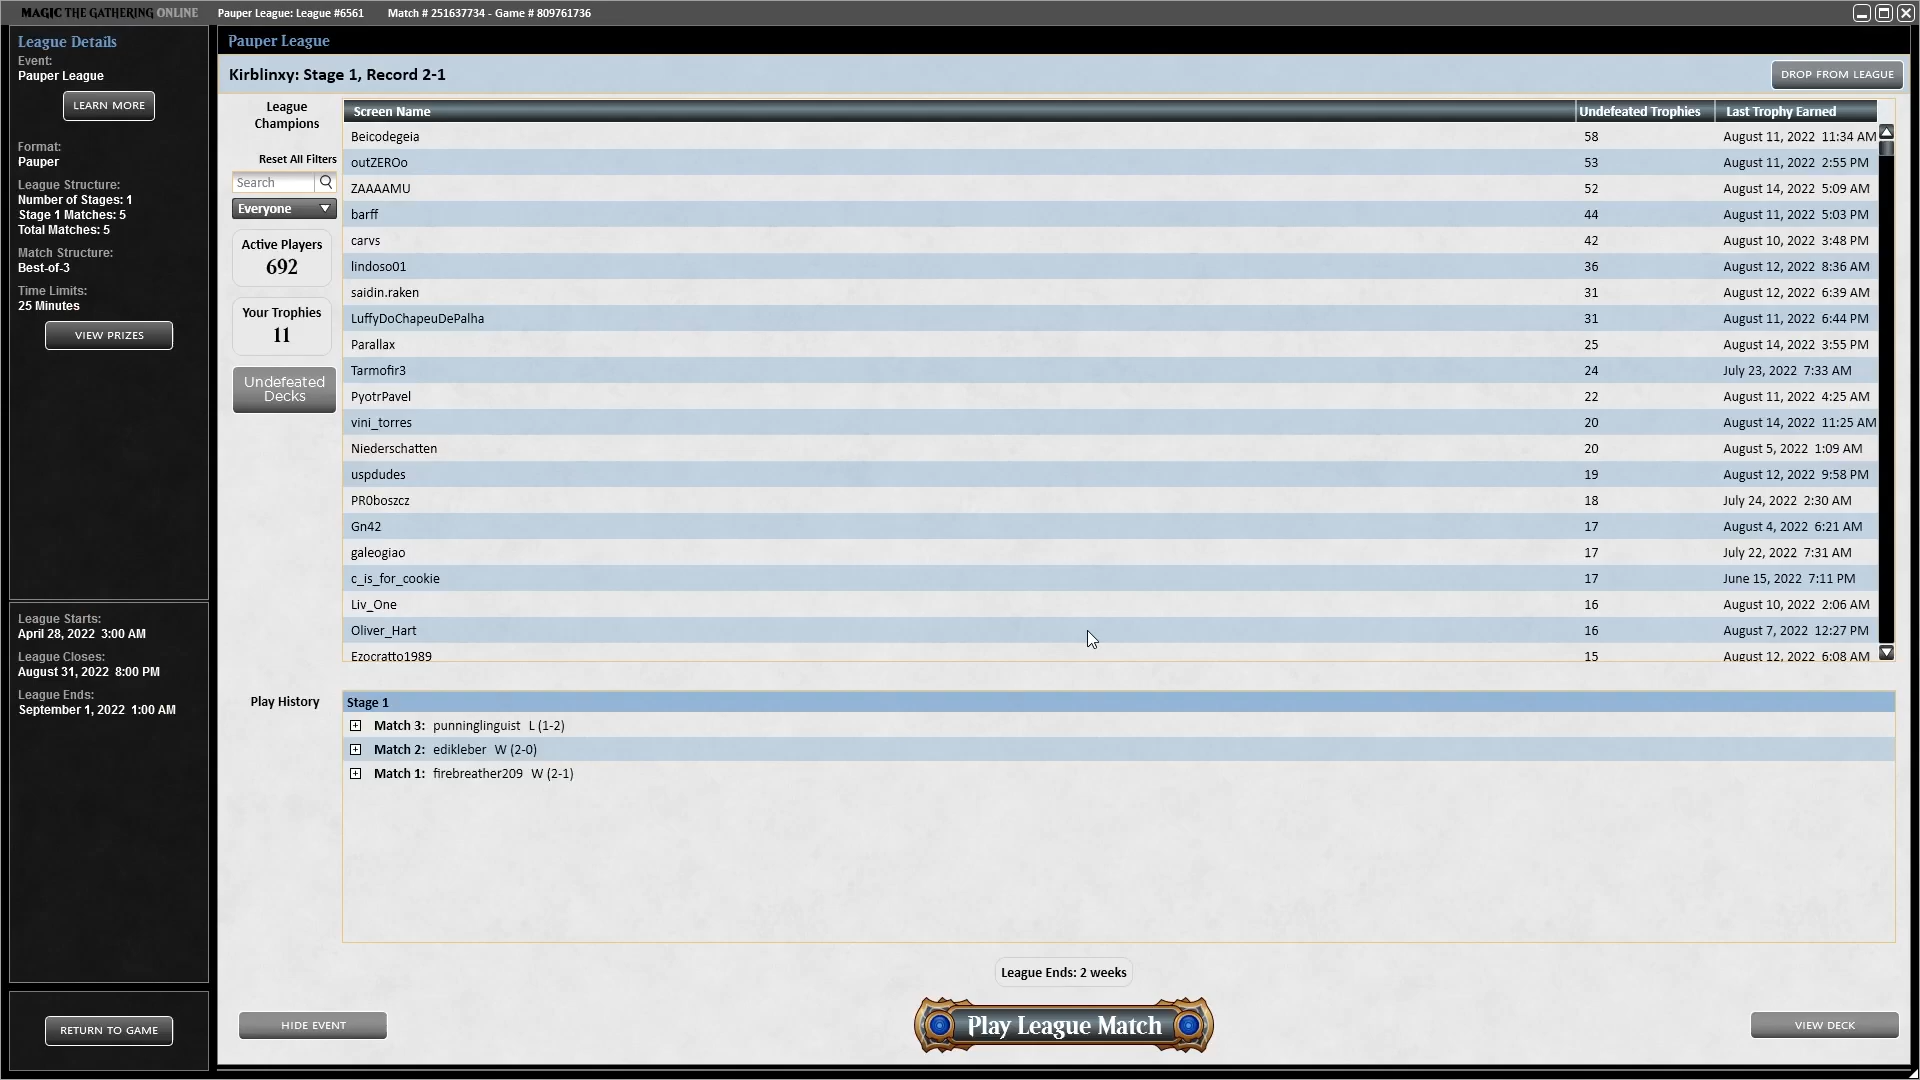 MAGIC THE GATHERING ONLINE Pauper League: League #6561 Match # 251637734 - Game # 809761736
League Details
Event:
Pauper League
LEARN MORE
Format:
Pauper
League Structure:
Number of Stages: 1
Stage 1 Matches: 5
Total Matches: 5
Match Structure:
Best-of-3
Time Limits:
25 Minutes
VIEW PRIZES
League Starts:
April 28, 2022 3:00 AM
League Closes:
August 31, 2022 8:00 PM
League Ends:
September 1, 2022 1:00 AM
RETURN TO GAME
Pauper League
Kirblinxy: Stage 1, Record 2-1
DROP FROM LEAGUE
League
Champions
Reset All Filters
Search
Everyone
Active Players
692
Your Trophies
11
Undefeated
Decks
Screen Name Undefeated Trophies Last Trophy Earned
Beicodegeia 58 August 11, 2022 11:34 AM
outZEROo 53 August 11, 2022 2:55 PM
ZAAAAMU 52 August 14, 2022 5:09 AM
barff 44 August 11, 2022 5:03 PM
carvs 42 August 10, 2022 3:48 PM
lindoso01 36 August 12, 2022 8:36 AM
saidin.raken 31 August 12, 2022 6:39 AM
LuffyDoChapeuDePalha 31 August 11, 2022 6:44 PM
Parallax 25 August 14, 2022 3:55 PM
Tarmofir3 24 July 23, 2022 7:33 AM
PyotrPavel 22 August 11, 2022 4:25 AM
vini_torres 20 August 14, 2022 11:25 AM
Niederschatten 20 August 5, 2022 1:09 AM
uspdudes 19 August 12, 2022 9:58 PM
PR0boszcz 18 July 24, 2022 2:30 AM
Gn42 17 August 4, 2022 6:21 AM
galeogiao 17 July 22, 2022 7:31 AM
c_is_for_cookie 17 June 15, 2022 7:11 PM
Liv_One 16 August 10, 2022 2:06 AM
Oliver_Hart 16 August 7, 2022 12:27 PM
Ezocratto1989 15 August 12, 2022 6:08 AM
Play History
Stage 1
Match 3: punninglinguist L (1-2)
Match 2: edikleber W (2-0)
Match 1: firebreather209 W (2-1)
League Ends: 2 weeks
HIDE EVENT
Play League Match
VIEW DECK